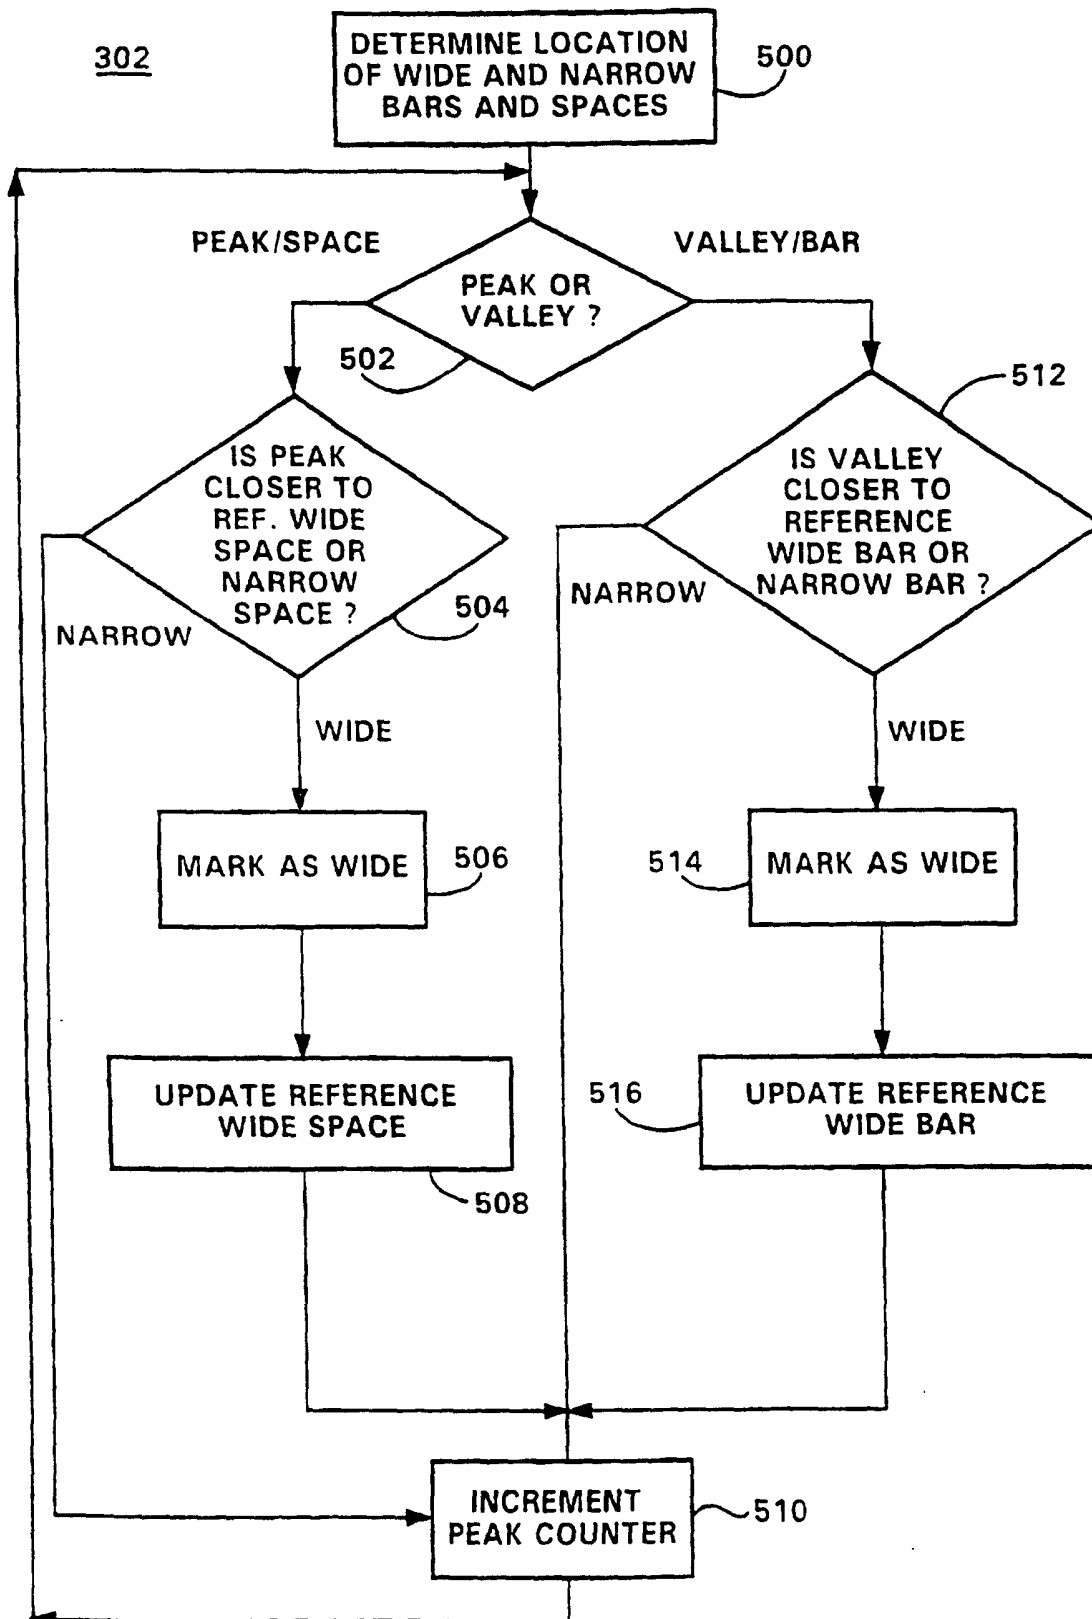 302
DETERMINE LOCATION
OF WIDE AND NARROW
BARS AND SPACES
500
PEAK/SPACE
VALLEY/BAR
PEAK OR
VALLEY ?
502
512
IS PEAK
CLOSER TO
REF. WIDE
SPACE OR
NARROW
SPACE ?
504
NARROW
IS VALLEY
CLOSER TO
REFERENCE
WIDE BAR OR
NARROW BAR ?
NARROW
WIDE
WIDE
MARK AS WIDE
506
514
MARK AS WIDE
UPDATE REFERENCE
WIDE SPACE
508
516
UPDATE REFERENCE
WIDE BAR
INCREMENT
PEAK COUNTER
510